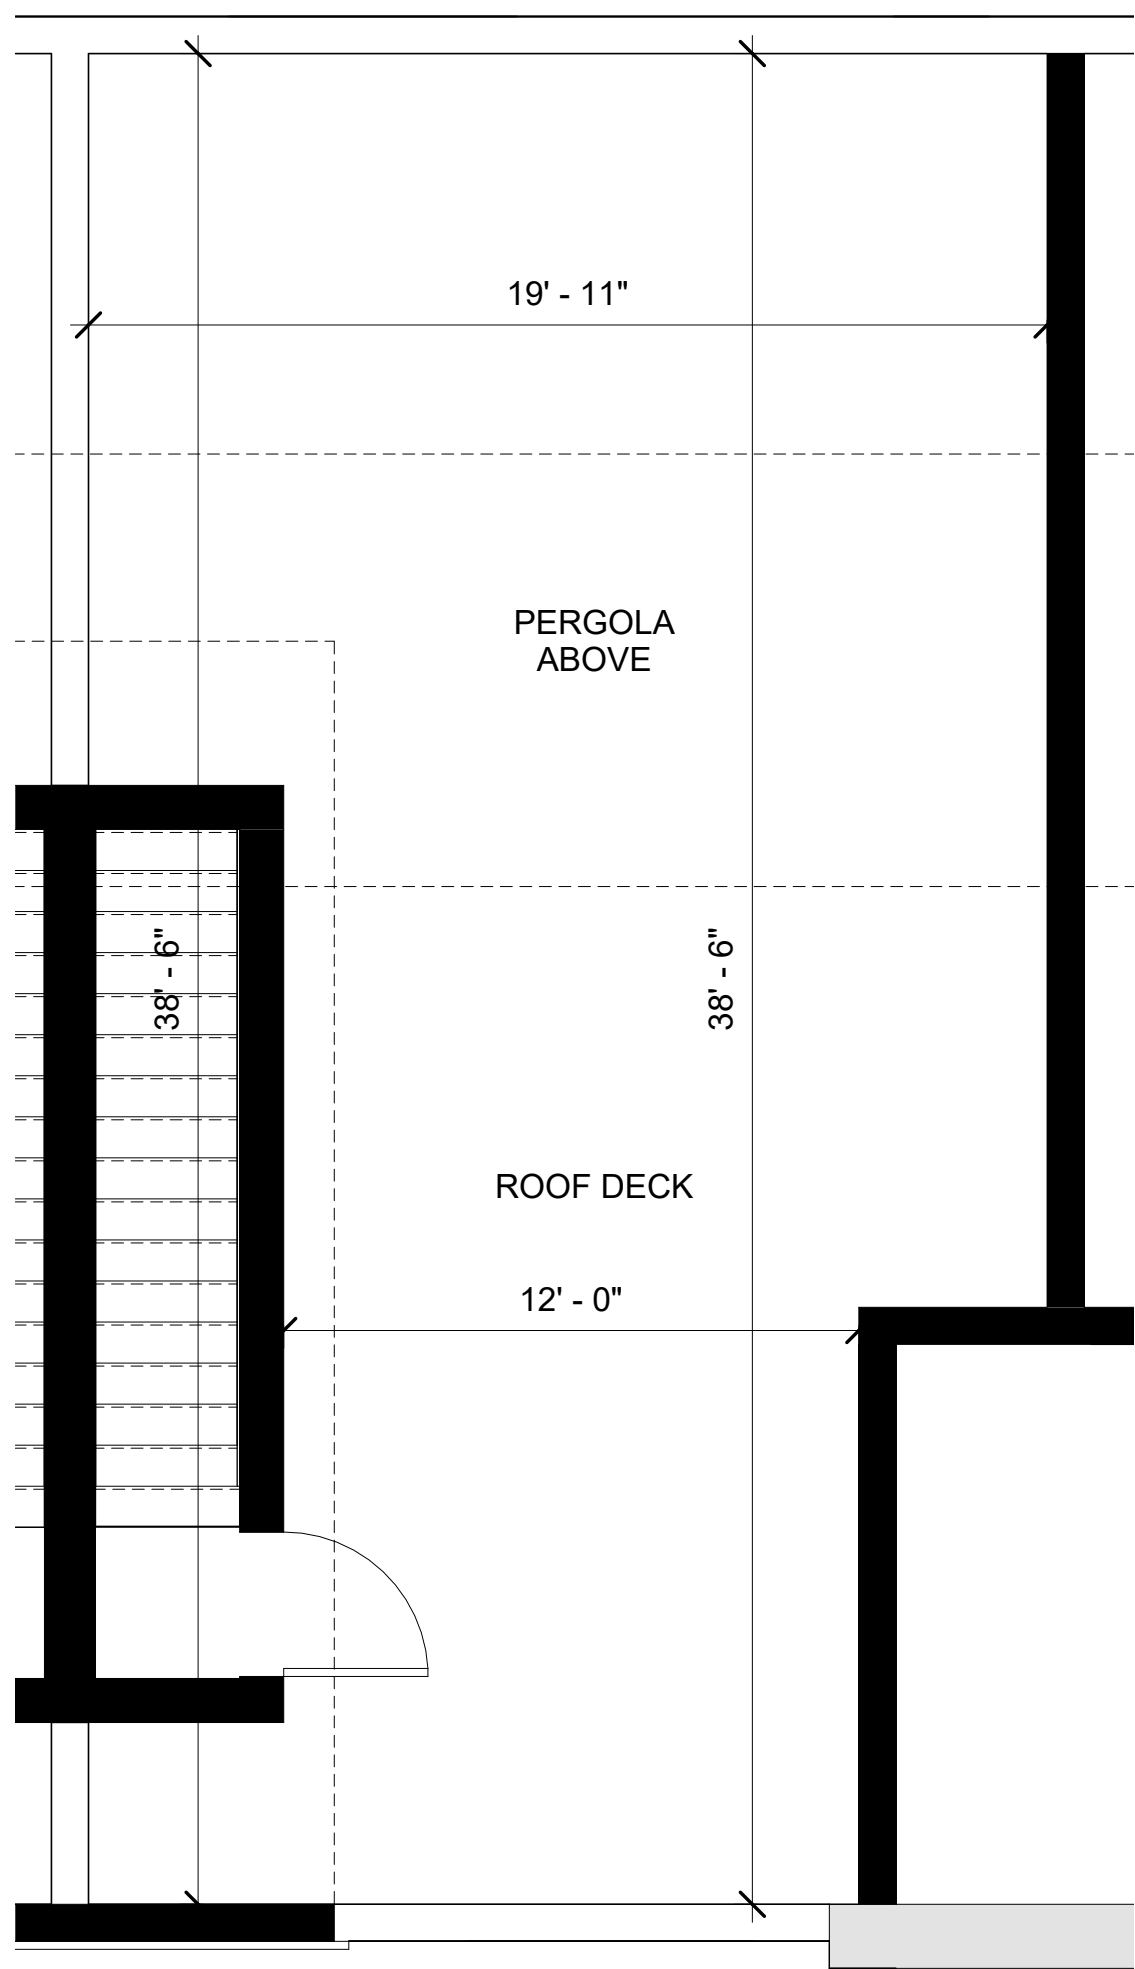 19' - 11"
PERGOLA
ABOVE
38' - 6"
38' - 6"
ROOF DECK
12' - 0"